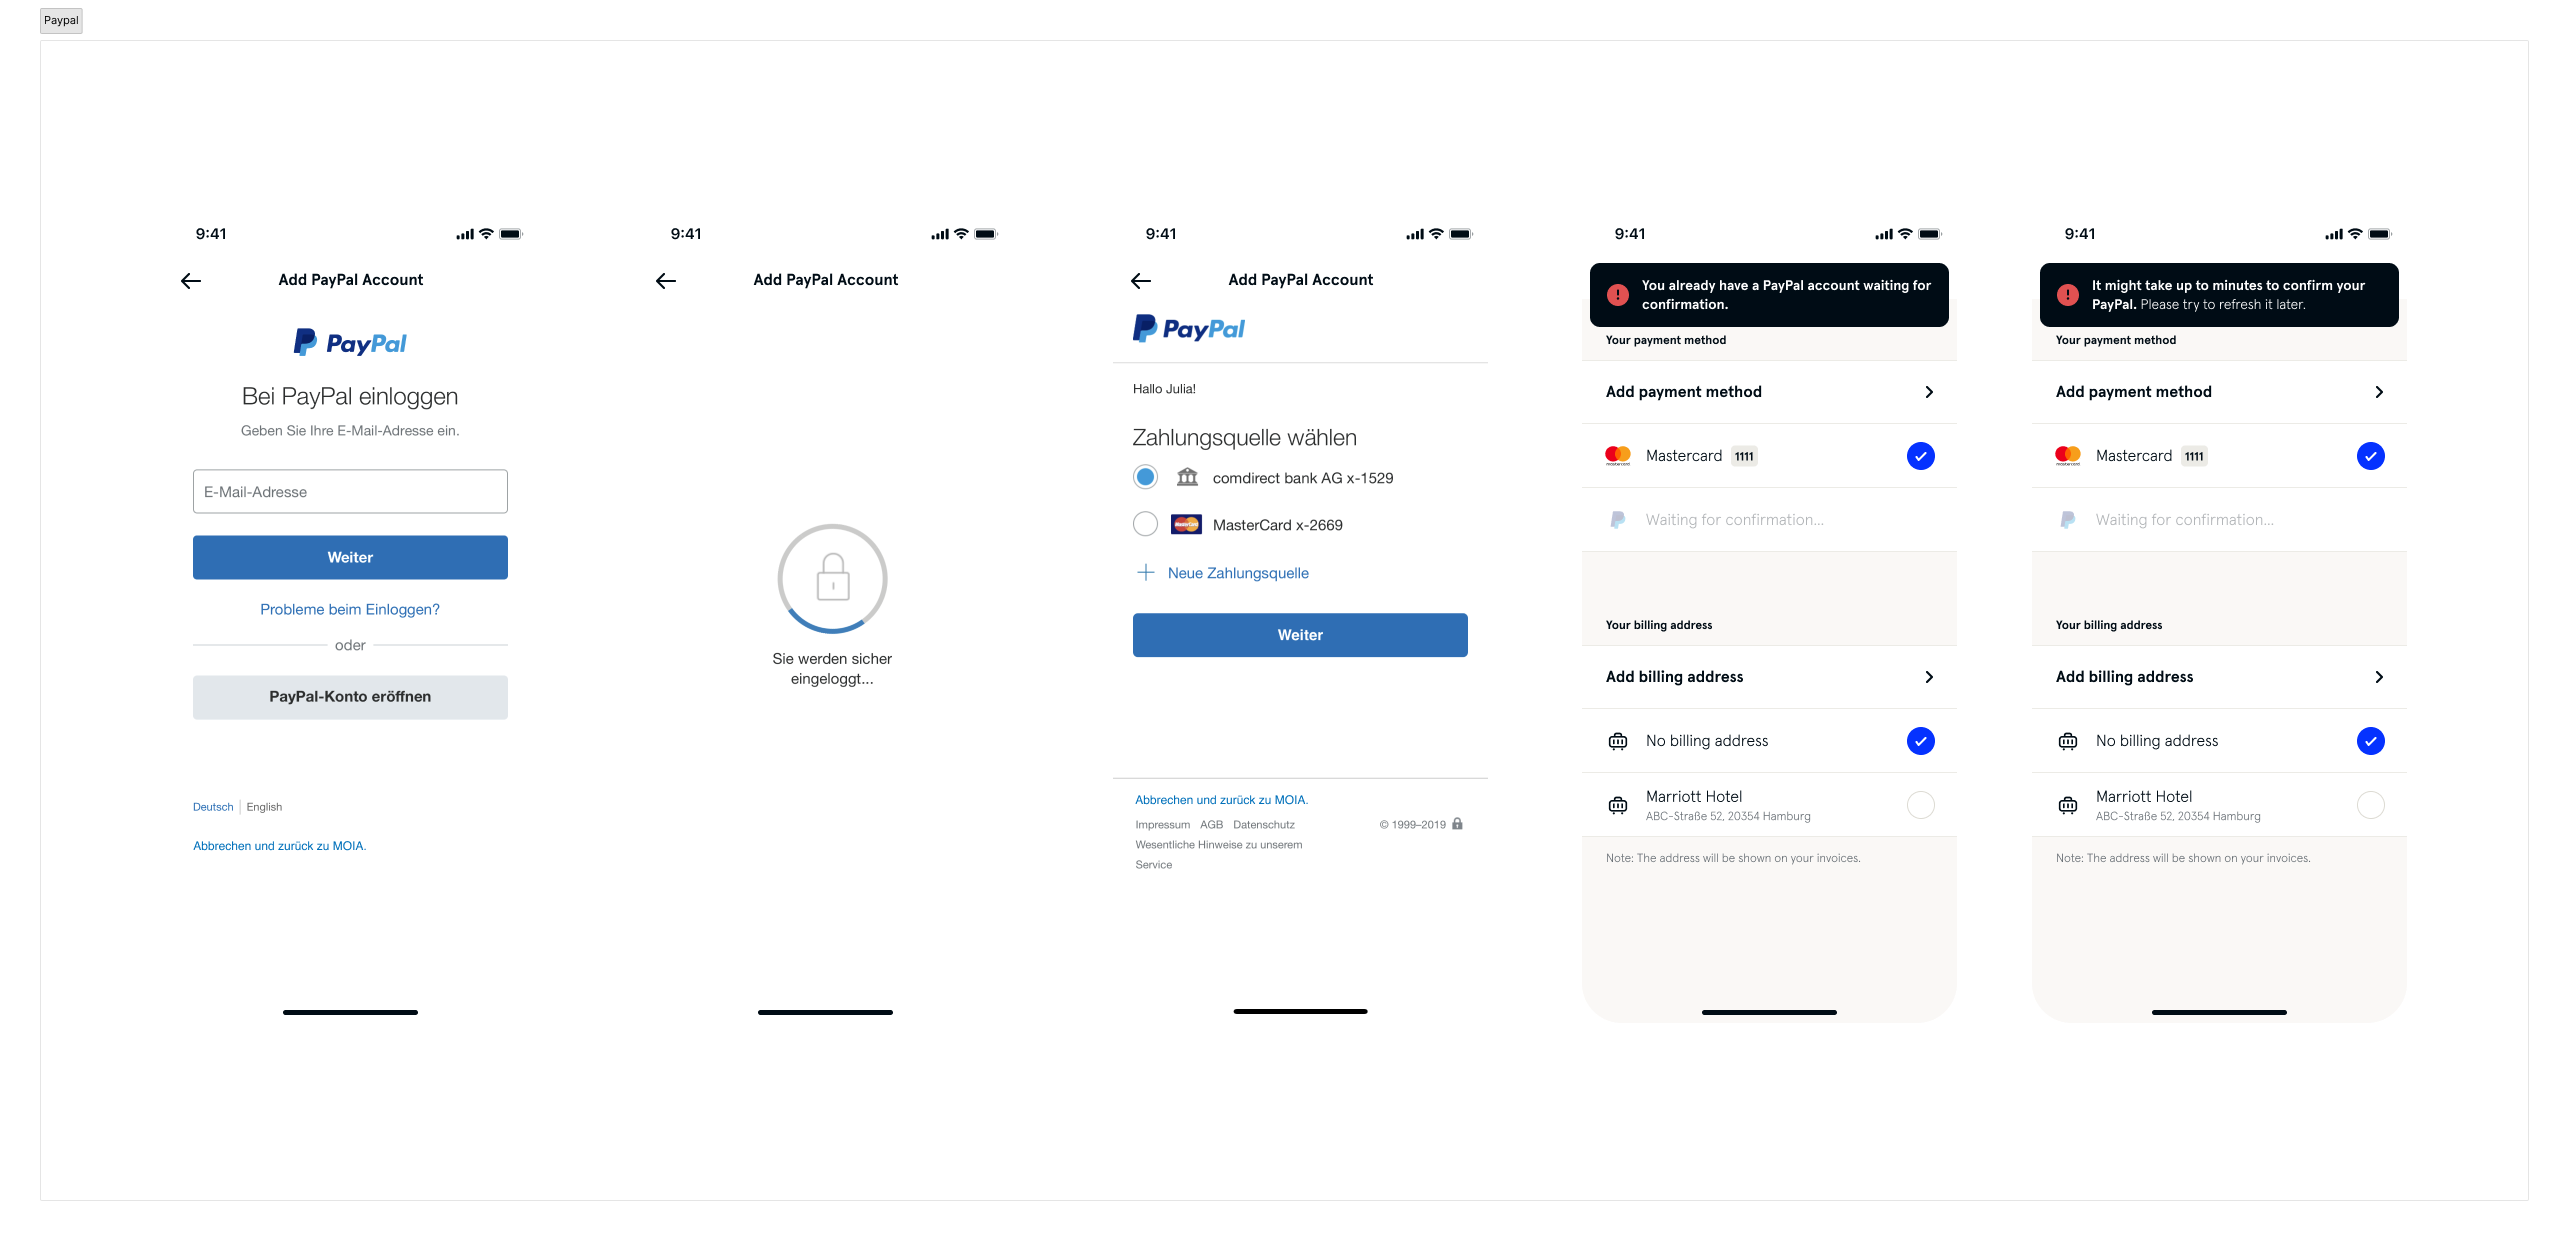 Paypal
9:41
Add PayPal Account
PayPal
Bei PayPal einloggen
Geben Sie Ihre E-Mail-Adresse ein.
E-Mail-Adresse
Weiter
Probleme beim Einloggen?
oder
PayPal-Konto eröffnen
Deutsch | English
Abbrechen und zurück zu MOIA.
9:41
Add PayPal Account
Sie werden sicher
eingeloggt...
9:41
Add PayPal Account
PayPal
Hallo Julia!
Zahlungsquelle wählen
comdirect bank AG x-1529
MasterCard x-2669
Neue Zahlungsquelle
Weiter
Abbrechen und zurück zu MOIA.
Impressum AGB Datenschutz © 1999–2019
Wesentliche Hinweise zu unserem
Service
9:41
You already have a PayPal account waiting for
confirmation.
Your payment method
Add payment method
Mastercard 1111
Waiting for confirmation...
Your billing address
Add billing address
No billing address
Marriott Hotel
ABC-Straße 52, 20354 Hamburg
Note: The address will be shown on your invoices.
9:41
It might take up to minutes to confirm your
PayPal. Please try to refresh it later.
Your payment method
Add payment method
Mastercard 1111
Waiting for confirmation...
Your billing address
Add billing address
No billing address
Marriott Hotel
ABC-Straße 52, 20354 Hamburg
Note: The address will be shown on your invoices.